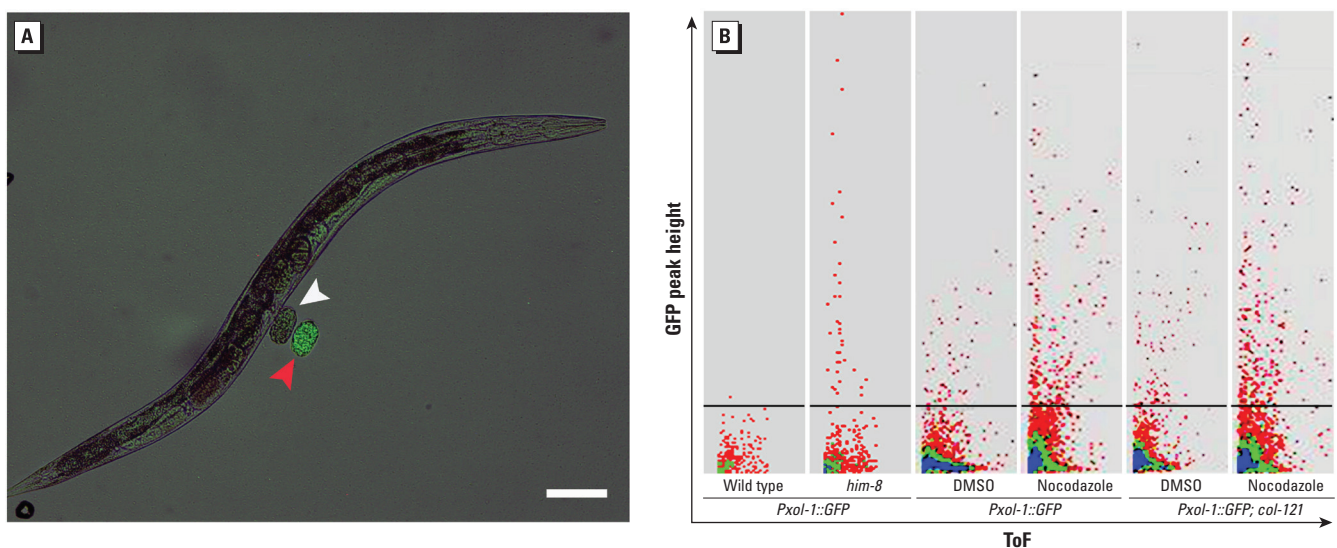 A
B
GFP peak height
Wild type
him-8
DMSO
Nocodazole
DMSO
Nocodazole
Pxol-1::GFP
Pxol-1::GFP
Pxol-1::GFP; col-121
ToF